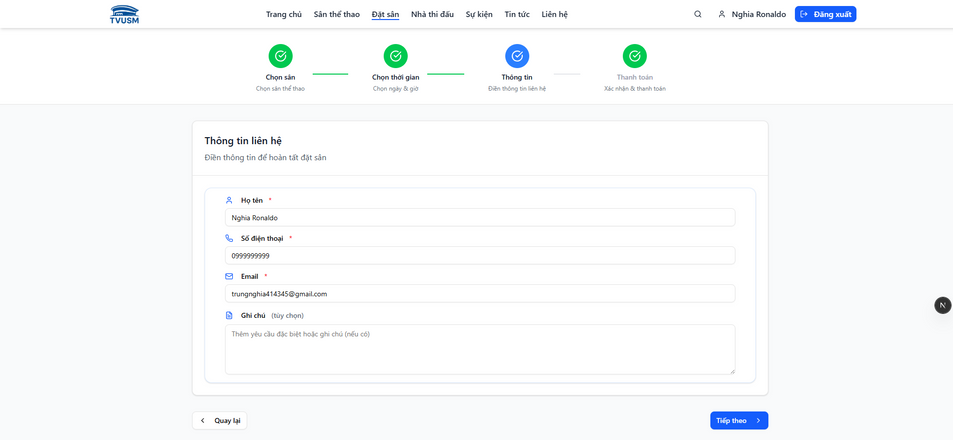 TVUSM
Trang chủ Sân thể thao Đặt sân Nhà thi đấu Sự kiện Tin tức Liên hệ Nghĩa Ronaldo Đăng xuất
Chọn sân Chọn thời gian Thông tin Thanh toán
Chọn sân thể thao Chọn ngày & giờ Điền thông tin liên hệ Xác nhận & thanh toán
Thông tin liên hệ
Điền thông tin để hoàn tất đặt sân
Họ tên *
Nghĩa Ronaldo
Số điện thoại *
0999999999
Email *
trungnghia414345@gmail.com
Ghi chú (tùy chọn)
Thêm yêu cầu đặc biệt hoặc ghi chú (nếu có)
N
Quay lại Tiếp theo